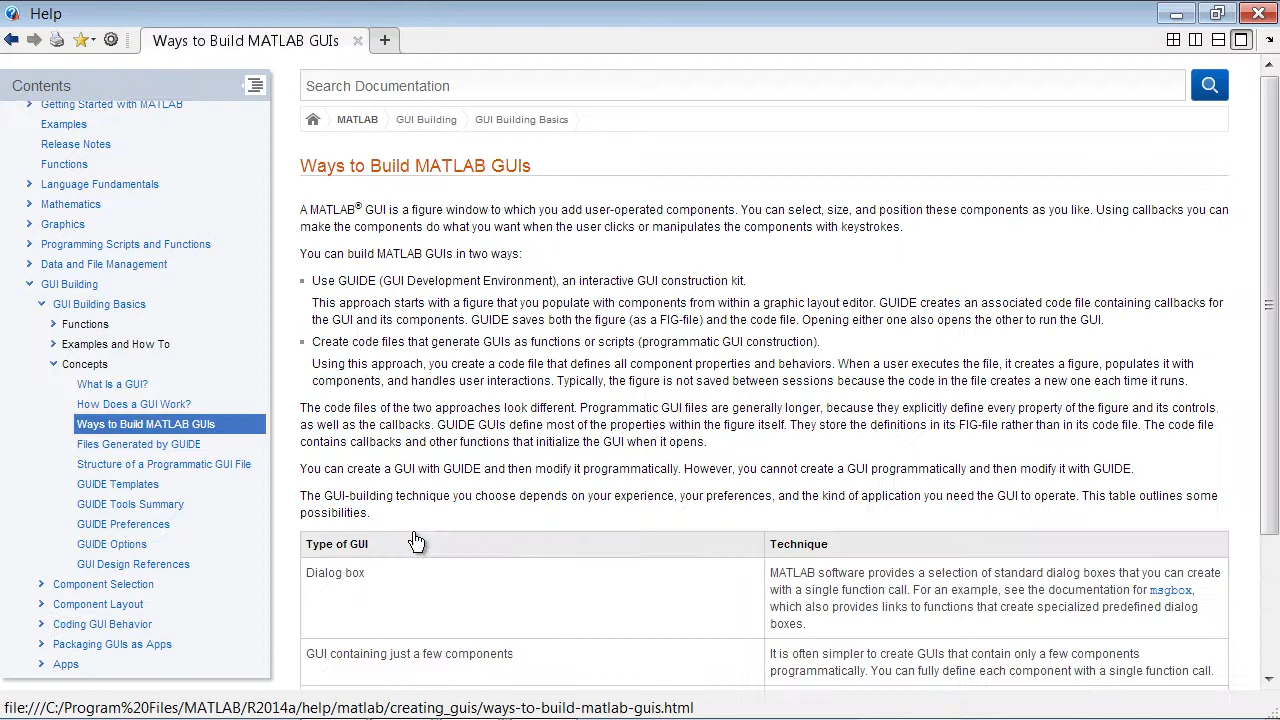 Help
Ways to Build MATLAB GUIs
Contents
Getting Started with MATLAB
Examples
Release Notes
Functions
Language Fundamentals
Mathematics
Graphics
Programming Scripts and Functions
Data and File Management
GUI Building
GUI Building Basics
Functions
Examples and How To
Concepts
What Is a GUI?
How Does a GUI Work?
Ways to Build MATLAB GUIs
Files Generated by GUIDE
Structure of a Programmatic GUI File
GUIDE Templates
GUIDE Tools Summary
GUIDE Preferences
GUIDE Options
GUI Design References
Component Selection
Component Layout
Coding GUI Behavior
Packaging GUIs as Apps
Apps
Search Documentation
MATLAB GUI Building GUI Building Basics
Ways to Build MATLAB GUIs
A MATLAB® GUI is a figure window to which you add user-operated components. You can select, size, and position these components as you like. Using callbacks you can
make the components do what you want when the user clicks or manipulates the components with keystrokes.
You can build MATLAB GUIs in two ways:
Use GUIDE (GUI Development Environment), an interactive GUI construction kit.
This approach starts with a figure that you populate with components from within a graphic layout editor. GUIDE creates an associated code file containing callbacks for
the GUI and its components. GUIDE saves both the figure (as a FIG-file) and the code file. Opening either one also opens the other to run the GUI.
Create code files that generate GUIs as functions or scripts (programmatic GUI construction).
Using this approach, you create a code file that defines all component properties and behaviors. When a user executes the file, it creates a figure, populates it with
components, and handles user interactions. Typically, the figure is not saved between sessions because the code in the file creates a new one each time it runs.
The code files of the two approaches look different. Programmatic GUI files are generally longer, because they explicitly define every property of the figure and its controls,
as well as the callbacks. GUIDE GUIs define most of the properties within the figure itself. They store the definitions in its FIG-file rather than in its code file. The code file
contains callbacks and other functions that initialize the GUI when it opens.
You can create a GUI with GUIDE and then modify it programmatically. However, you cannot create a GUI programmatically and then modify it with GUIDE.
The GUI-building technique you choose depends on your experience, your preferences, and the kind of application you need the GUI to operate. This table outlines some
possibilities.
Type of GUI Technique
Dialog box
MATLAB software provides a selection of standard dialog boxes that you can create
with a single function call. For an example, see the documentation for msgbox,
which also provides links to functions that create specialized predefined dialog
boxes.
GUI containing just a few components
It is often simpler to create GUIs that contain only a few components
programmatically. You can fully define each component with a single function call.
file:///C:/Program%20Files/MATLAB/R2014a/help/matlab/creating_guis/ways-to-build-matlab-guis.html